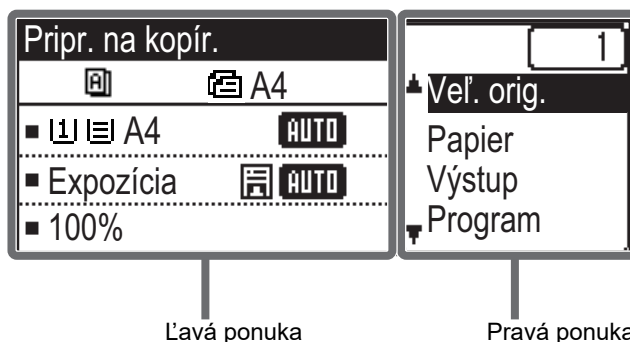 Pripr. na kopír.
A A4
1 A4 AUTO
Expozícia AUTO
100%
1
Veľ. orig.
Papier
Výstup
Program
Ľavá ponuka
Pravá ponuka